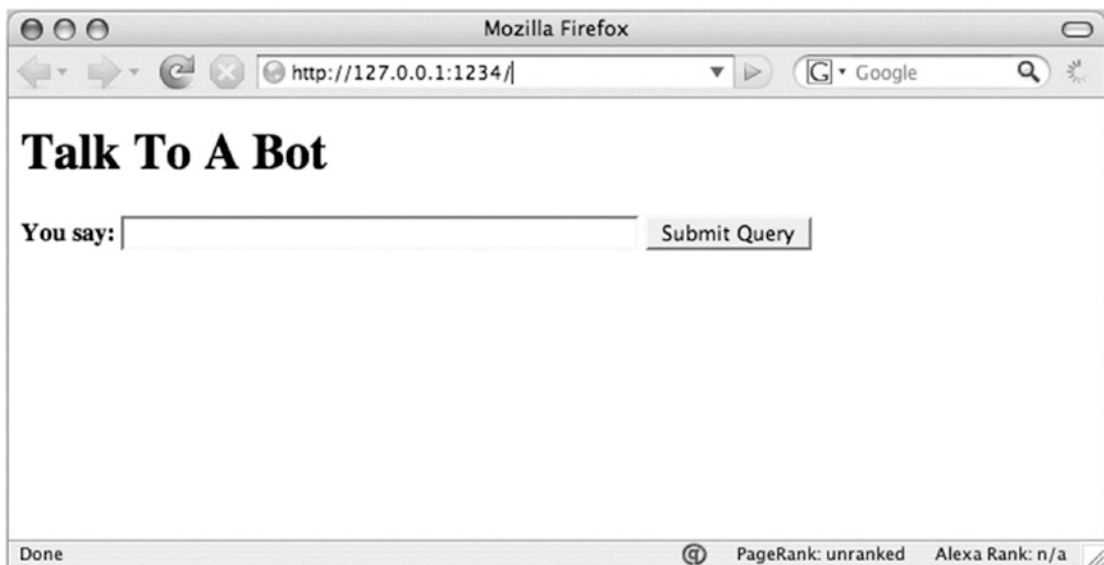 Mozilla Firefox
http://127.0.0.1:1234/
G Google
Talk To A Bot
You say: Submit Query
Done PageRank: unranked Alexa Rank: n/a